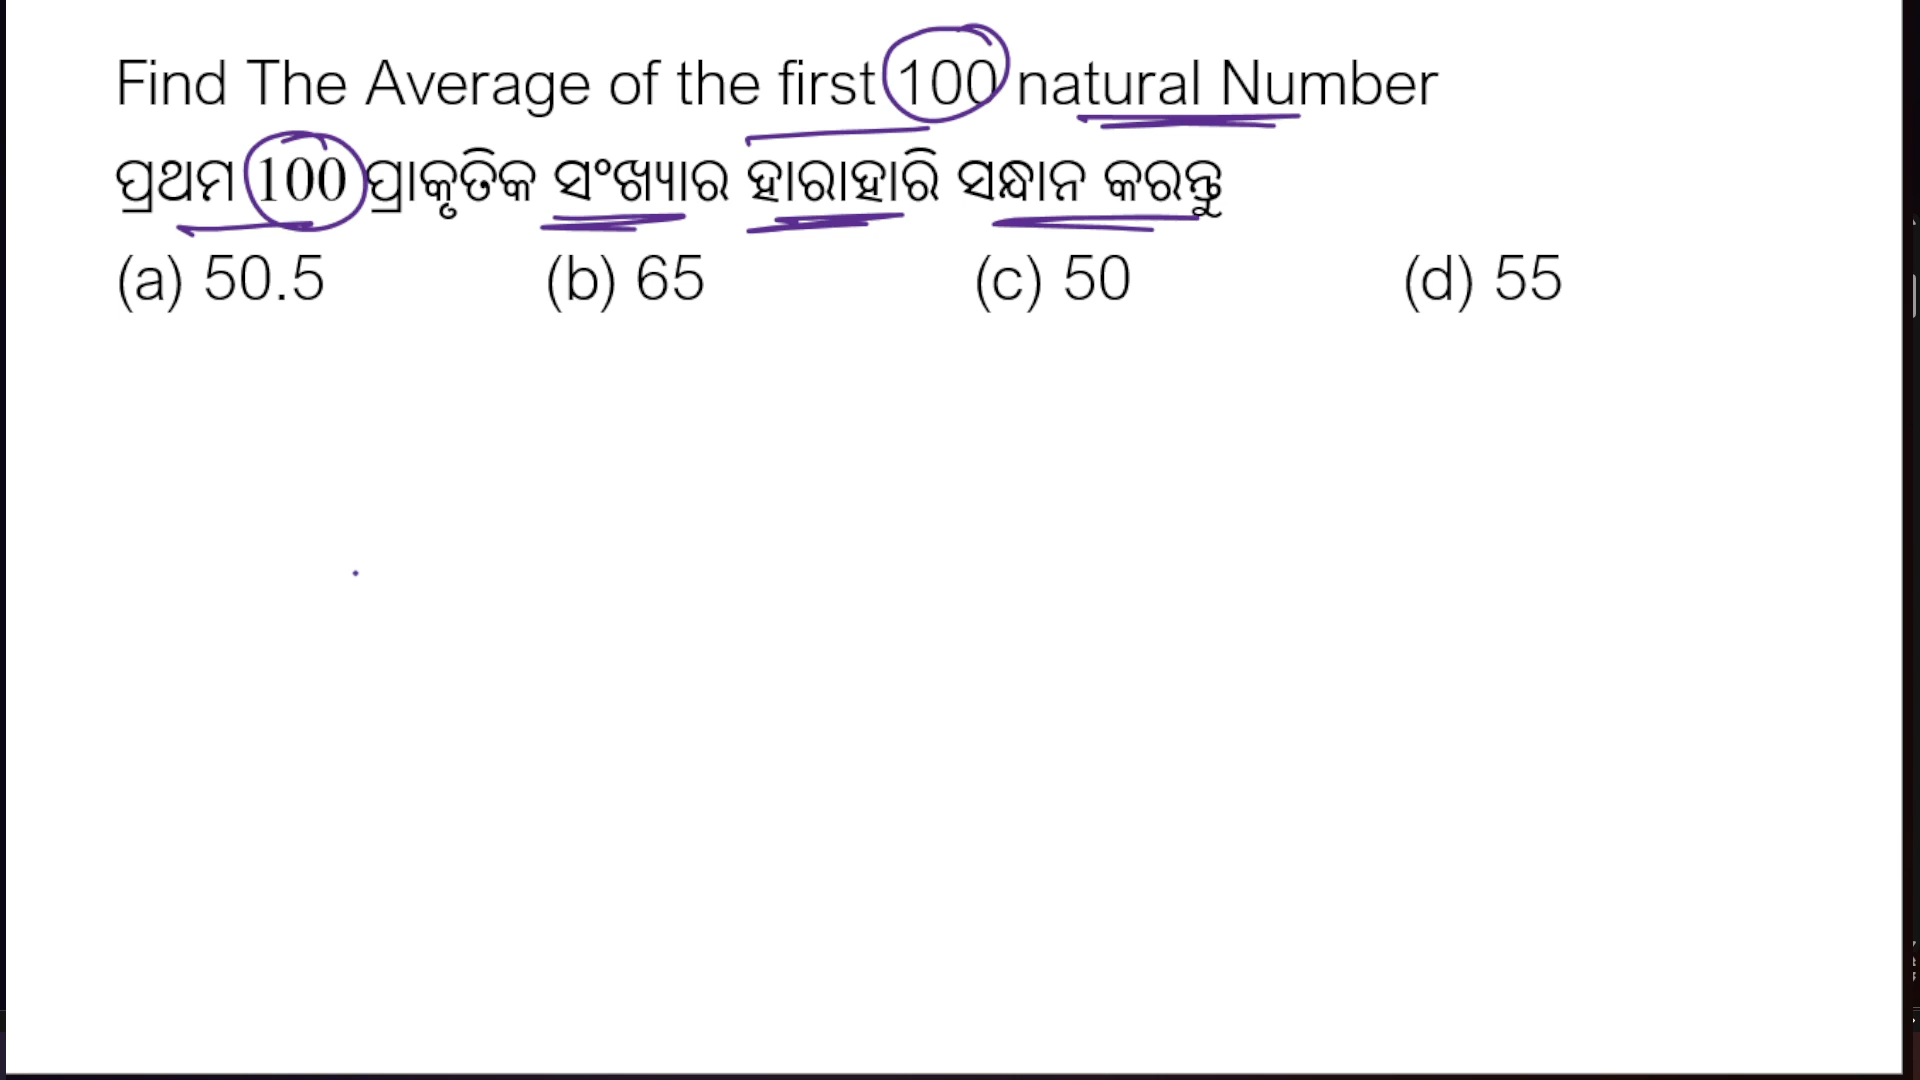 Find The Average of the first 100 natural Number
ପ୍ରଥମ 100 ପ୍ରାକୃତିକ ସଂଖ୍ୟାର ହାରାହାରି ସନ୍ଧାନ କରନ୍ତୁ
(a) 50.5 (b) 65 (c) 50 (d) 55